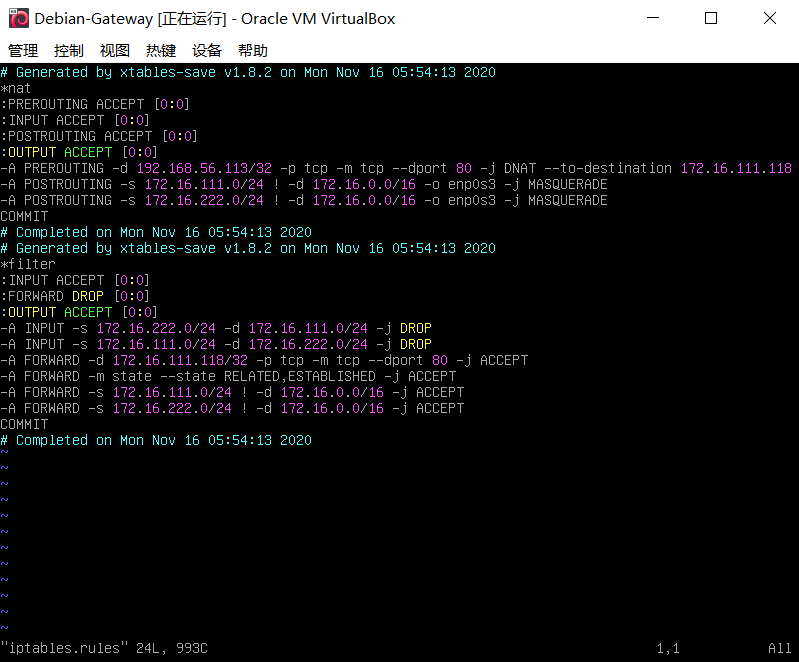 Debian-Gateway [正在运行] - Oracle VM VirtualBox
管理 控制 视图 热键 设备 帮助
# Generated by xtables-save v1.8.2 on Mon Nov 16 05:54:13 2020
*nat
:PREROUTING ACCEPT [0:0]
:INPUT ACCEPT [0:0]
:POSTROUTING ACCEPT [0:0]
:OUTPUT ACCEPT [0:0]
-A PREROUTING -d 192.168.56.113/32 -p tcp -m tcp --dport 80 -j DNAT --to-destination 172.16.111.118
-A POSTROUTING -s 172.16.111.0/24 ! -d 172.16.0.0/16 -o enp0s3 -j MASQUERADE
-A POSTROUTING -s 172.16.222.0/24 ! -d 172.16.0.0/16 -o enp0s3 -j MASQUERADE
COMMIT
# Completed on Mon Nov 16 05:54:13 2020
# Generated by xtables-save v1.8.2 on Mon Nov 16 05:54:13 2020
*filter
:INPUT ACCEPT [0:0]
:FORWARD DROP [0:0]
:OUTPUT ACCEPT [0:0]
-A INPUT -s 172.16.222.0/24 -d 172.16.111.0/24 -j DROP
-A INPUT -s 172.16.111.0/24 -d 172.16.222.0/24 -j DROP
-A FORWARD -d 172.16.111.118/32 -p tcp -m tcp --dport 80 -j ACCEPT
-A FORWARD -m state --state RELATED,ESTABLISHED -j ACCEPT
-A FORWARD -s 172.16.111.0/24 ! -d 172.16.0.0/16 -j ACCEPT
-A FORWARD -s 172.16.222.0/24 ! -d 172.16.0.0/16 -j ACCEPT
COMMIT
# Completed on Mon Nov 16 05:54:13 2020
~
~
~
~
~
~
~
~
~
~
~
~
"iptables.rules" 24L, 993C 1,1 All